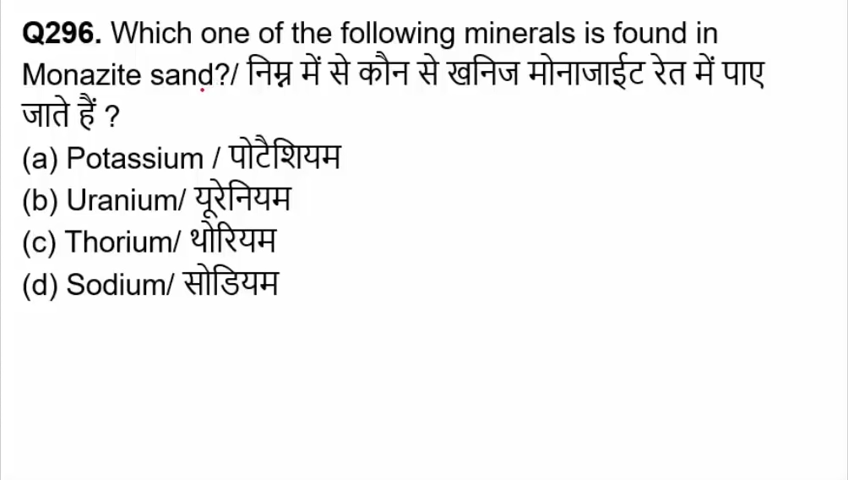 Q296. Which one of the following minerals is found in
Monazite sand?/ निम्न में से कौन से खनिज मोनाजाईट रेत में पाए
जाते हैं ?
(a) Potassium / पोटैशियम
(b) Uranium/ यूरेनियम
(c) Thorium/ थोरियम
(d) Sodium/ सोडियम